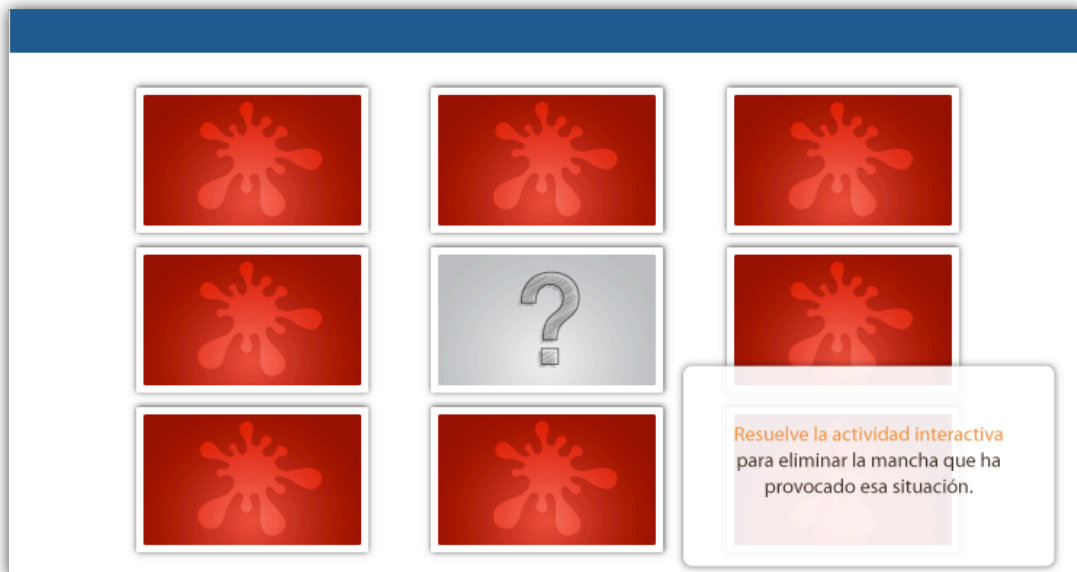 ?
Resuelve la actividad interactiva
para eliminar la mancha que ha
provocado esa situación.